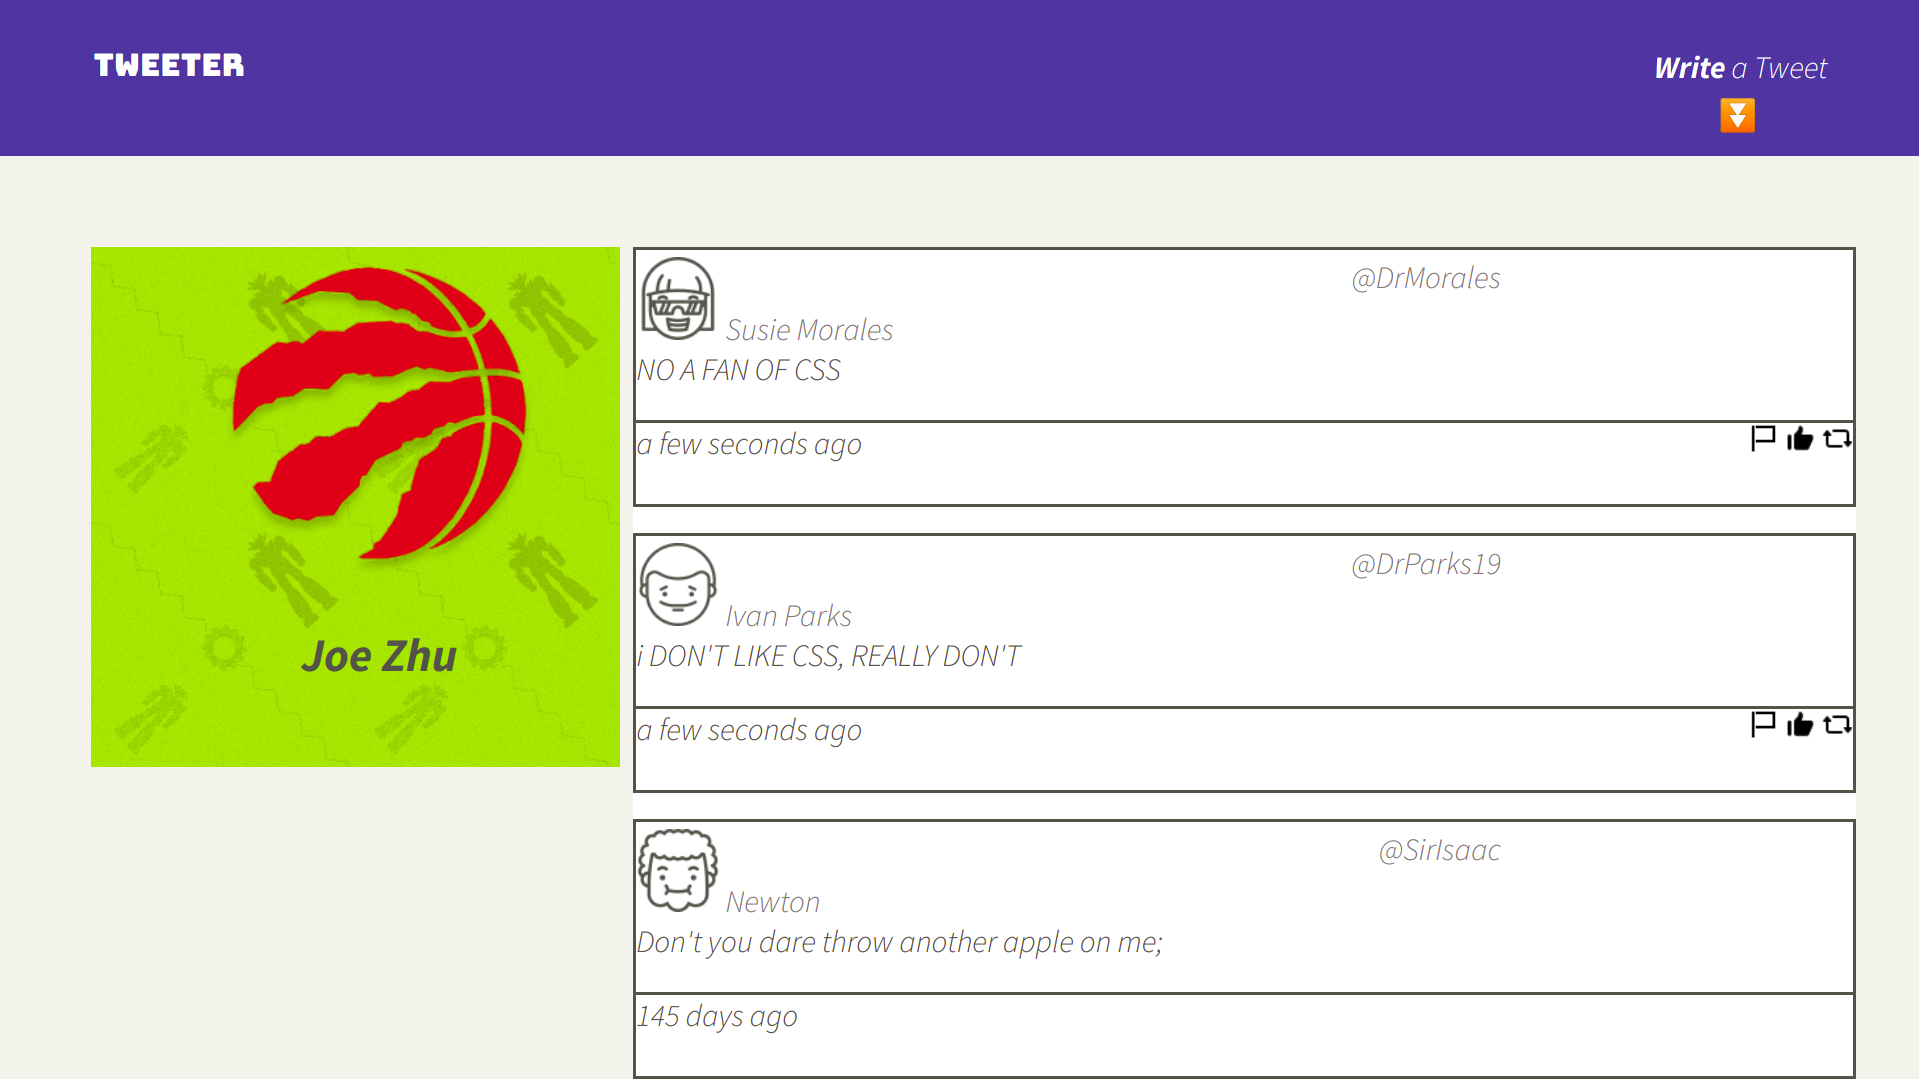 TWEETER
Write a Tweet
Joe Zhu
@DrMorales
Susie Morales
NO A FAN OF CSS
a few seconds ago
@DrParks19
Ivan Parks
i DON'T LIKE CSS, REALLY DON'T
a few seconds ago
@SirIsaac
Newton
Don't you dare throw another apple on me;
145 days ago